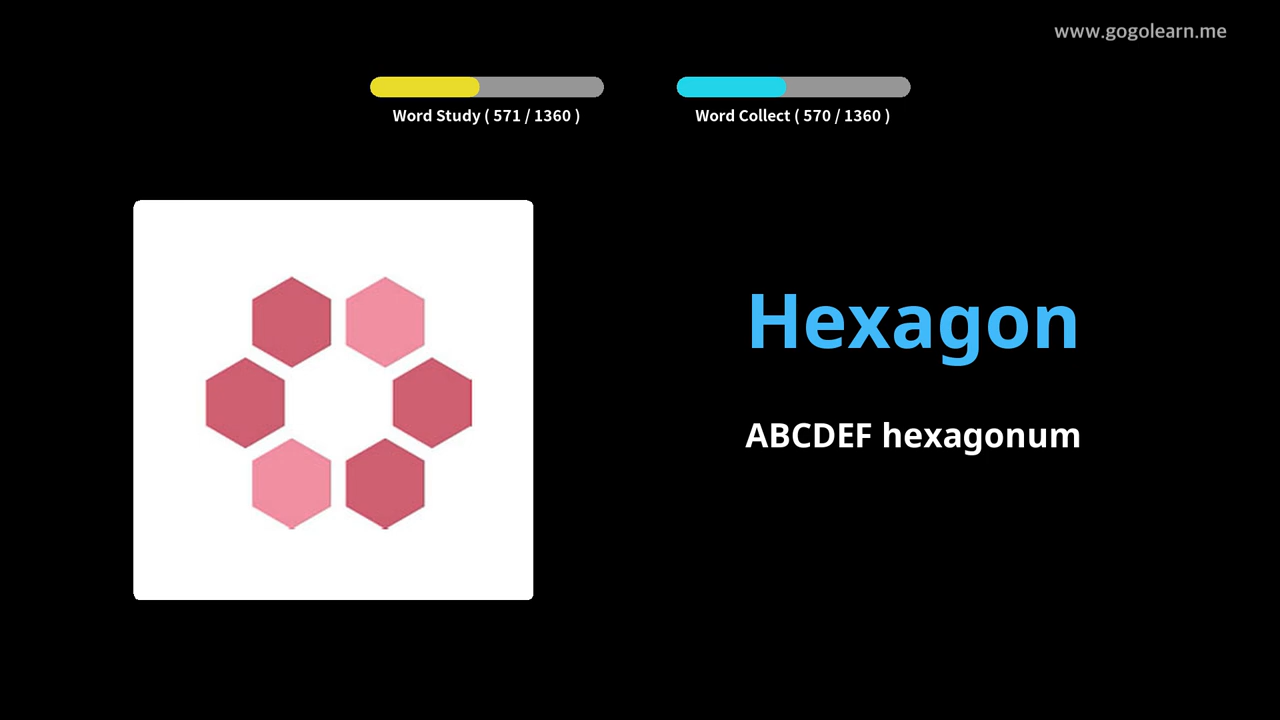 www.gogolearn.me
Word Study ( 571 / 1360 )
Word Collect ( 570 / 1360 )
Hexagon
ABCDEF hexagonum